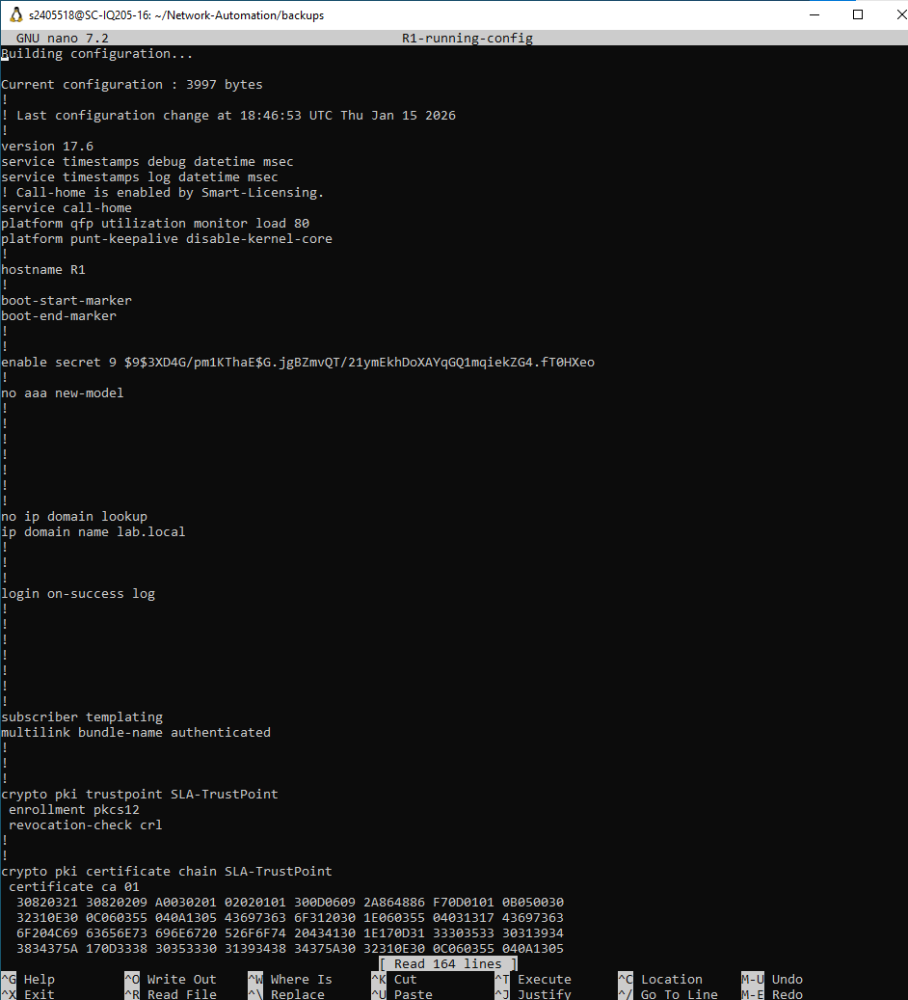 s2405518@SC-IQ205-16: ~/Network-Automation/backups
GNU nano 7.2 R1-running-config
Building configuration...
Current configuration : 3997 bytes
!
! Last configuration change at 18:46:53 UTC Thu Jan 15 2026
!
version 17.6
service timestamps debug datetime msec
service timestamps log datetime msec
! Call-home is enabled by Smart-Licensing.
service call-home
platform qfp utilization monitor load 80
platform punt-keepalive disable-kernel-core
!
hostname R1
!
boot-start-marker
boot-end-marker
!
!
enable secret 9 $9$3XD4G/pm1KThaE$G.jgBZmvQT/21ymEkhDoXAYqGQ1mqiekZG4.fT0HXeo
!
no aaa new-model
!
!
!
!
!
!
!
no ip domain lookup
ip domain name lab.local
!
!
!
login on-success log
!
!
!
!
!
!
!
subscriber templating
multilink bundle-name authenticated
!
!
!
crypto pki trustpoint SLA-TrustPoint
 enrollment pkcs12
 revocation-check crl
!
!
crypto pki certificate chain SLA-TrustPoint
 certificate ca 01
  30820321 30820209 A0030201 02020101 300D0609 2A864886 F70D0101 0B050030
  32310E30 0C060355 040A1305 43697363 6F312030 1E060355 04031317 43697363
  6F204C69 63656E73 696E6720 526F6F74 20434130 1E170D31 33303533 30313934
  3834375A 170D3338 30353330 31393438 34375A30 32310E30 0C060355 040A1305
[ Read 164 lines ]
^G Help ^O Write Out ^W Where Is ^K Cut ^T Execute ^C Location M-U Undo
^X Exit ^R Read File ^\ Replace ^U Paste ^J Justify ^/ Go To Line M-E Redo